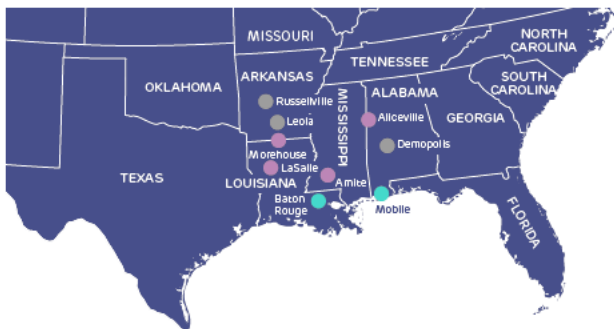 MISSOURI
NORTH
CAROLINA
TENNESSEE
ARKANSAS
OKLAHOMA
SOUTH
CAROLINA
MISSISSIPPI
ALABAMA
Russellville
Leola
Aliceville
GEORGIA
Demopolis
Morehouse
LaSalle
TEXAS
LOUISIANA
Amite
Baton
Rouge
Mobile
FLORIDA